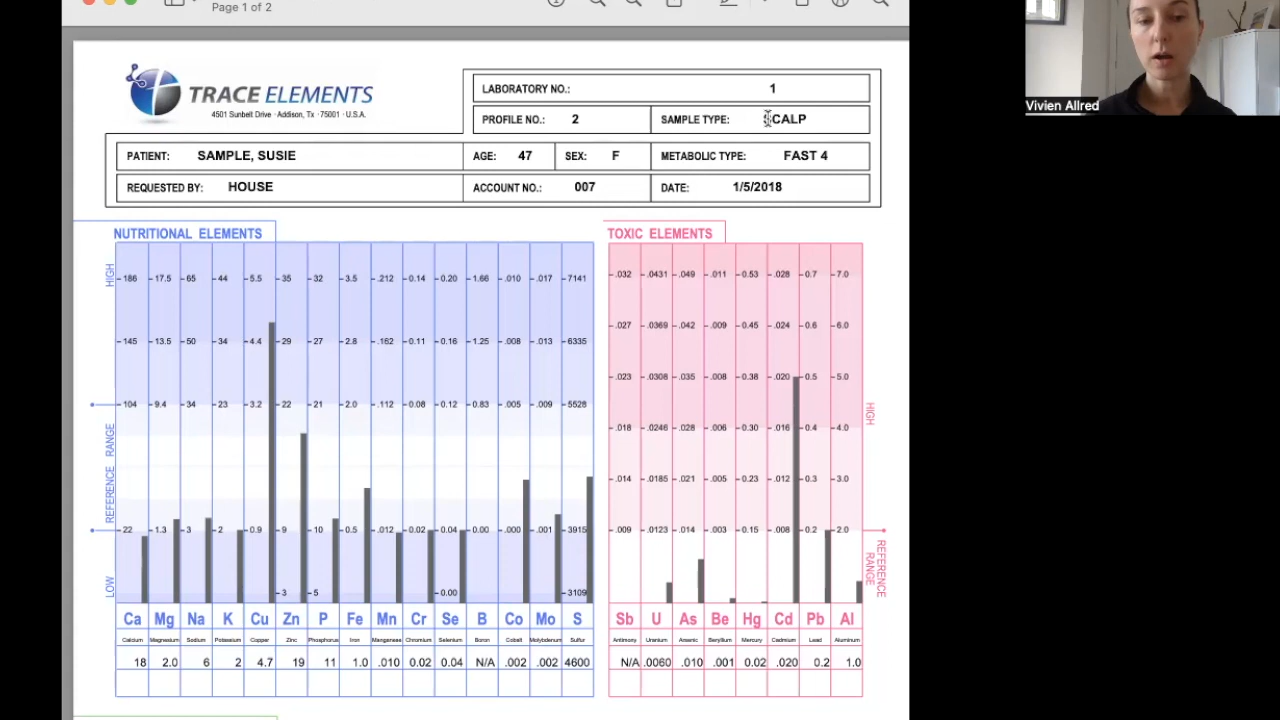 Page 1 of 2
TRACE ELEMENTS
4501 Sunbelt Drive · Addison, Tx · 75001 · U.S.A.
LABORATORY NO.: 1
PROFILE NO.: 2 SAMPLE TYPE: SCALP
PATIENT: SAMPLE, SUSIE AGE: 47 SEX: F METABOLIC TYPE: FAST 4
REQUESTED BY: HOUSE ACCOUNT NO.: 007 DATE: 1/5/2018
Vivien Allred
NUTRITIONAL ELEMENTS
HIGH
REFERENCE RANGE
LOW
186 17.5 65 44 5.5 35 32 3.5 .212 0.14 0.20 1.66 .010 .017 7141
145 13.5 50 34 4.4 29 27 2.8 .162 0.11 0.16 1.25 .008 .013 6335
104 9.4 34 23 3.2 22 21 2.0 .112 0.08 0.12 0.83 .005 .009 5528
22 1.3 3 2 0.9 9 10 0.5 .012 0.02 0.04 0.00 .000 .001 3915
3 5 0.00 3109
Ca Mg Na K Cu Zn P Fe Mn Cr Se B Co Mo S
Calcium Magnesium Sodium Potassium Copper Zinc Phosphorus Iron Manganese Chromium Selenium Boron Cobalt Molybdenum Sulfur
18 2.0 6 2 4.7 19 11 1.0 .010 0.02 0.04 N/A .002 .002 4600
TOXIC ELEMENTS
.032 .0431 .049 .011 0.53 .028 0.7 7.0
.027 .0369 .042 .009 0.45 .024 0.6 6.0
.023 .0308 .035 .008 0.38 .020 0.5 5.0
.018 .0246 .028 .006 0.30 .016 0.4 4.0
.014 .0185 .021 .005 0.23 .012 0.3 3.0
.009 .0123 .014 .003 0.15 .008 0.2 2.0
HIGH
REFERENCE RANGE
Sb U As Be Hg Cd Pb Al
Antimony Uranium Arsenic Beryllium Mercury Cadmium Lead Aluminum
N/A .0060 .010 .001 0.02 .020 0.2 1.0